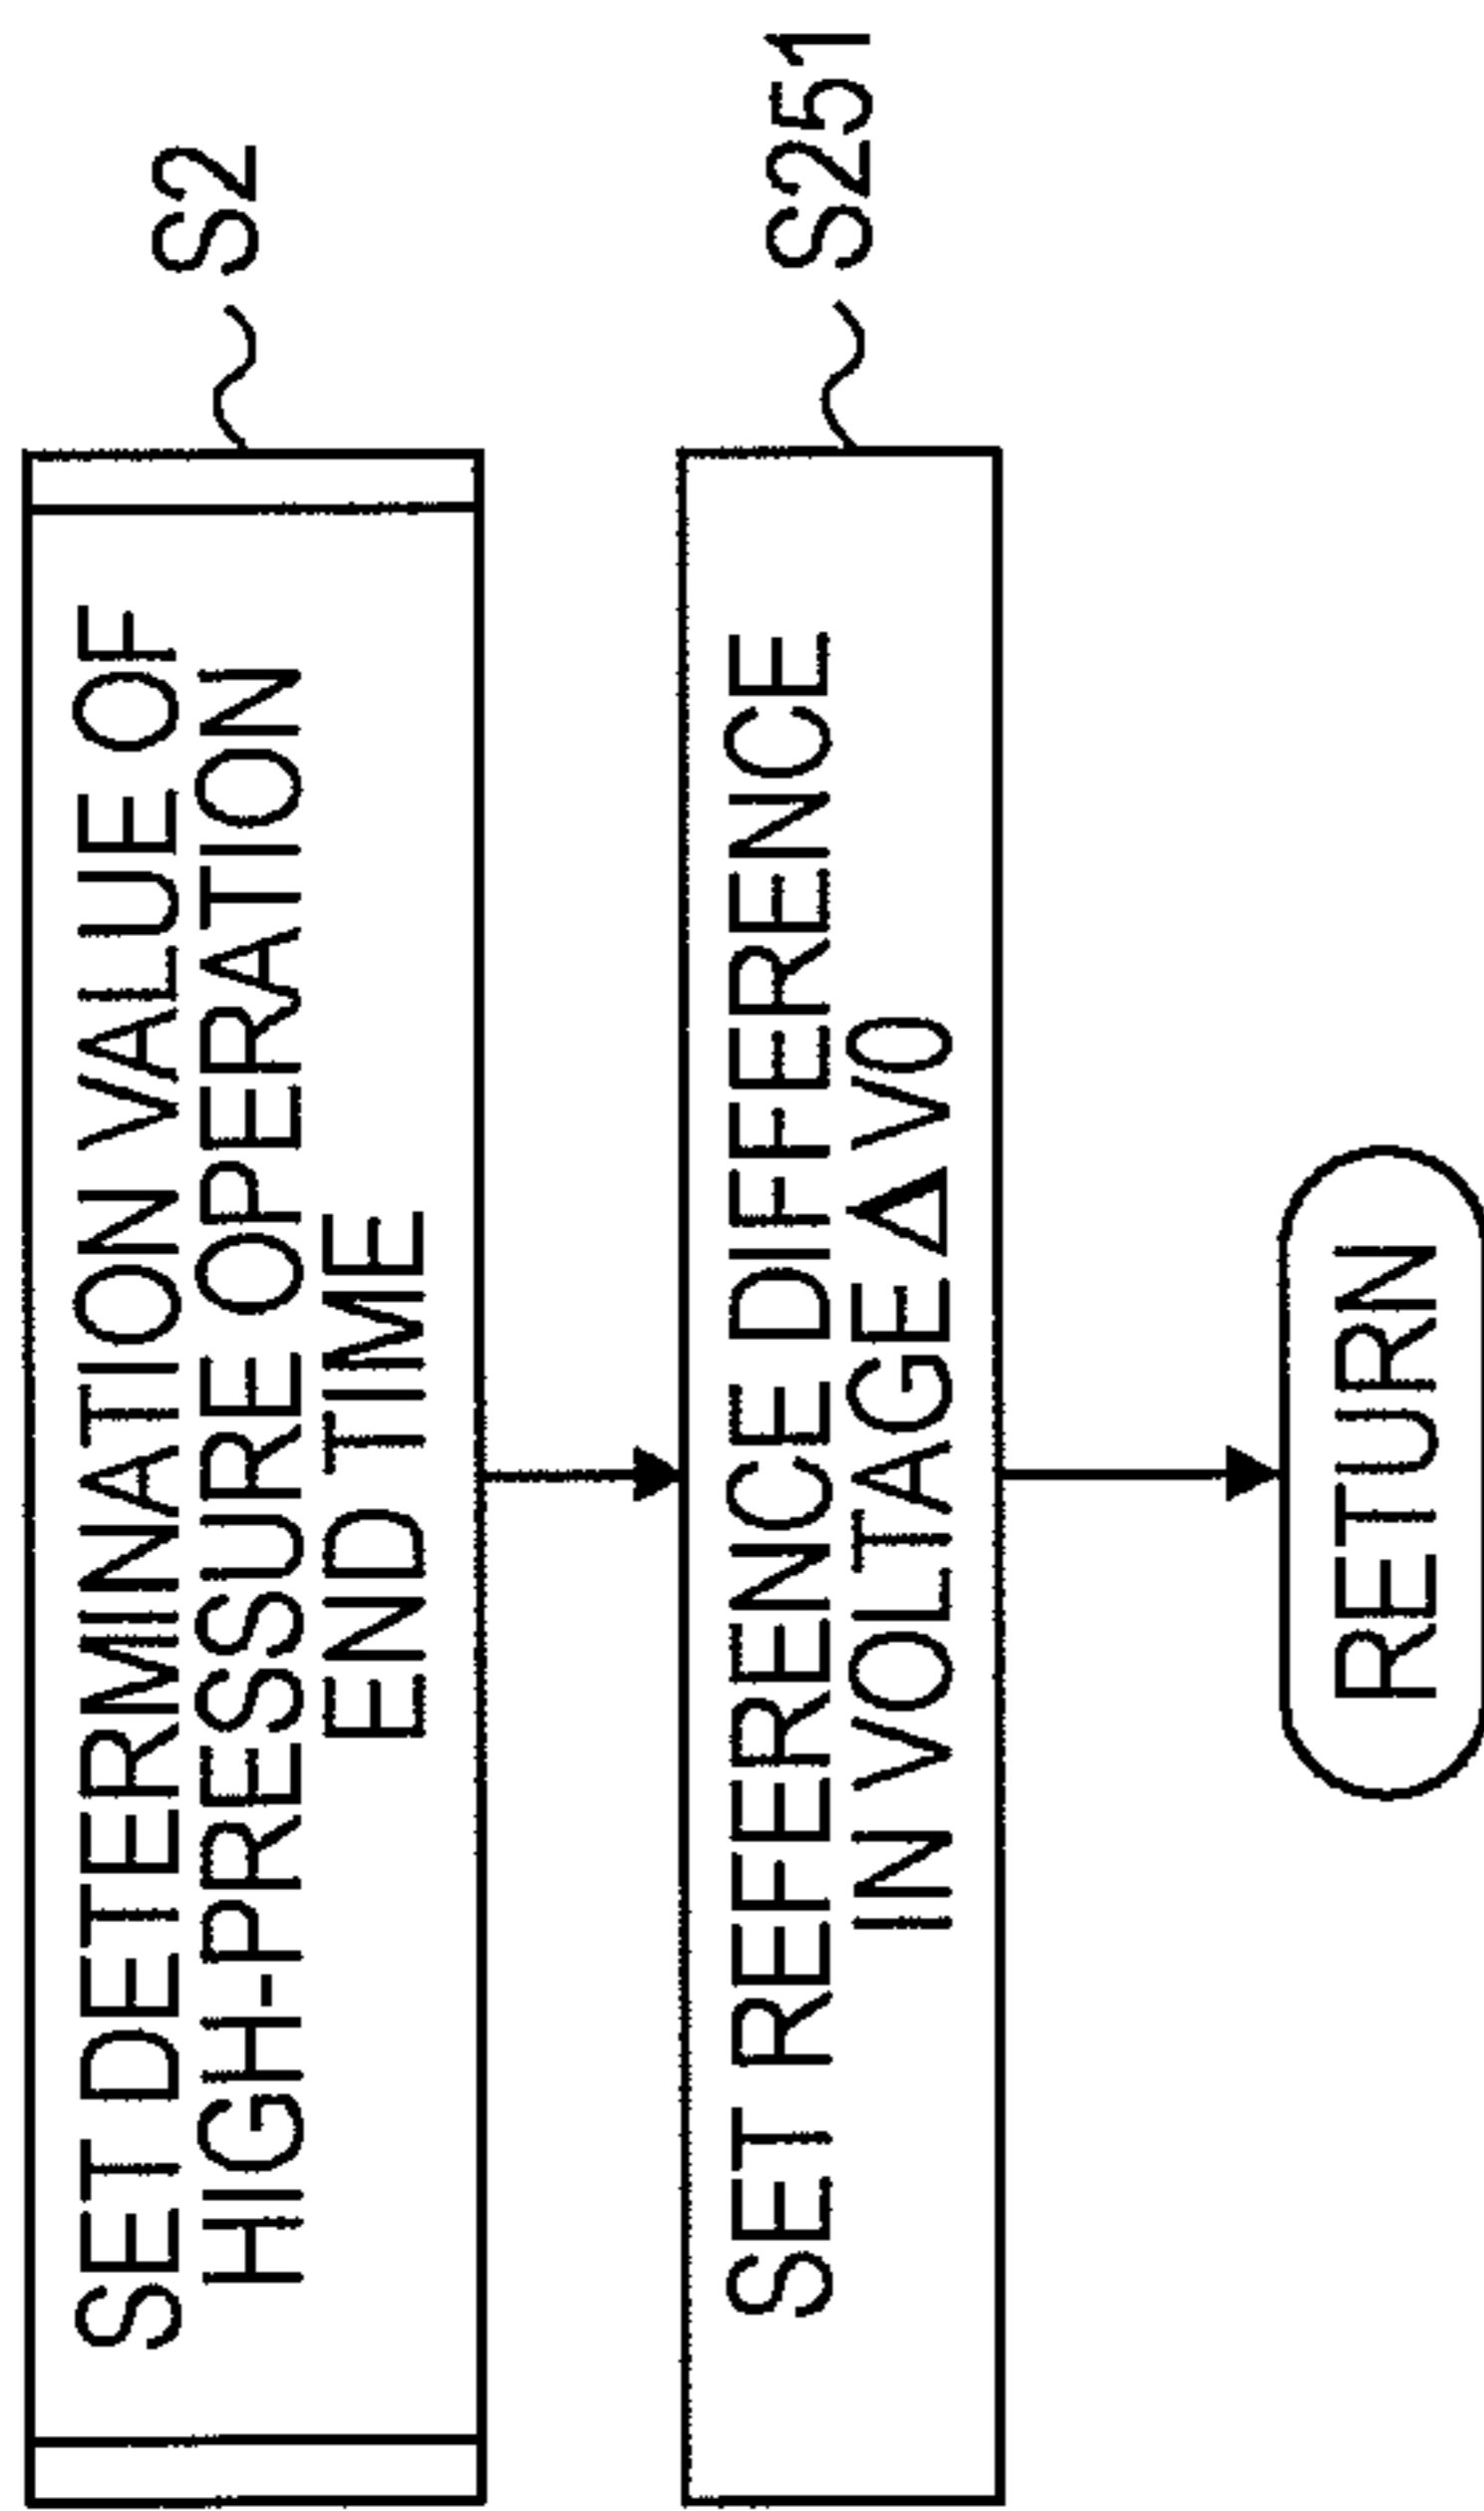 SET DETERMINATION VALUE OF
HIGH-PRESSURE OPERATION
END TIME
S2
SET REFERENCE DIFFERENCE
IN VOLTAGE ΔV0
S251
RETURN